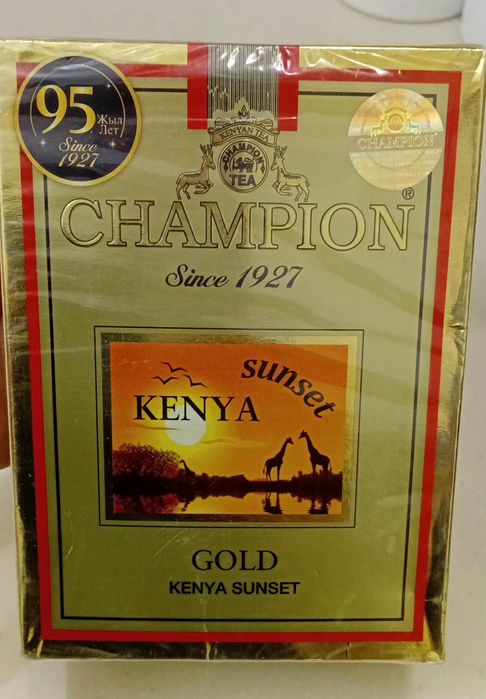 95
Жыл
Лет
Since
1927
KENYAN TEA
CHAMPION
TEA
CHAMPION
CHAMPION®
Since 1927
sunset
KENYA
GOLD
KENYA SUNSET